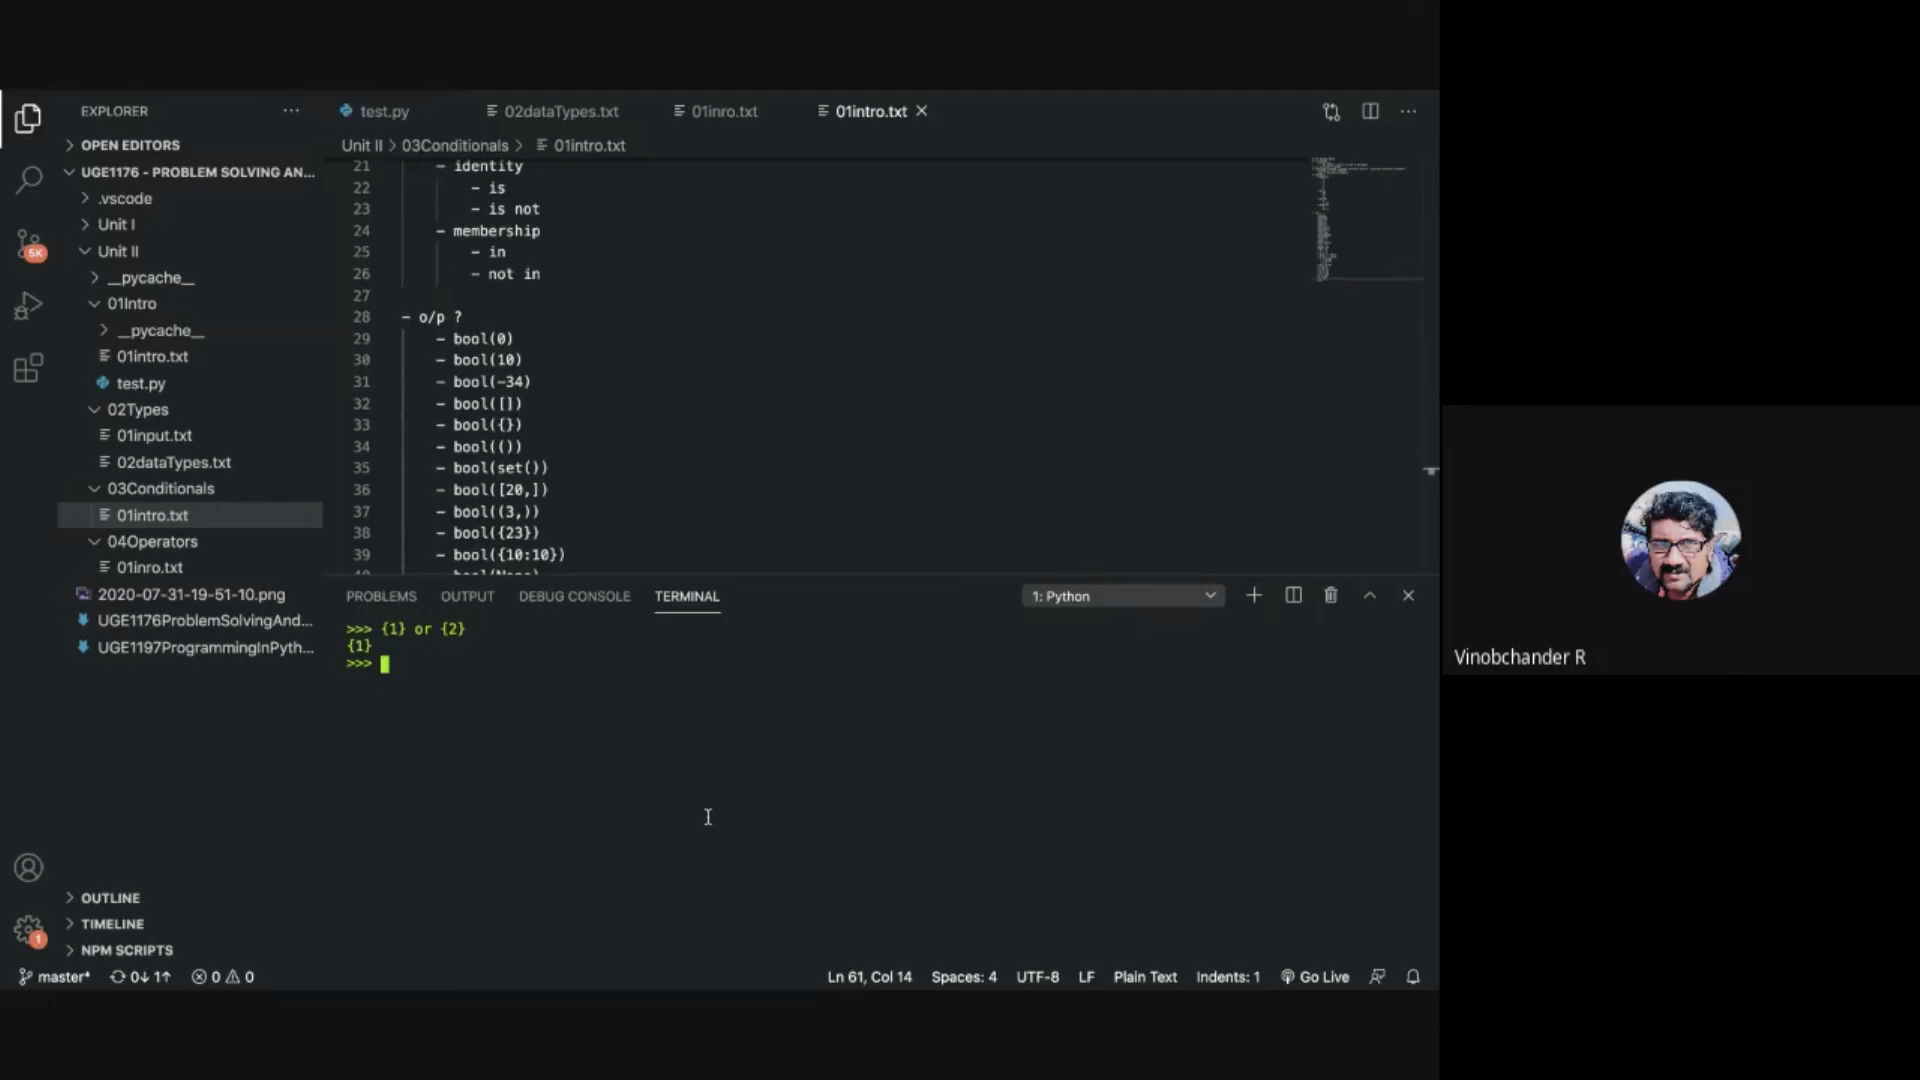 EXPLORER
OPEN EDITORS
UGE1176 - PROBLEM SOLVING AN...
.vscode
Unit I
Unit II
__pycache__
01Intro
__pycache__
01intro.txt
test.py
02Types
01input.txt
02dataTypes.txt
03Conditionals
01intro.txt
04Operators
01inro.txt
2020-07-31-19-51-10.png
UGE1176ProblemSolvingAnd...
UGE1197ProgrammingInPyth...
OUTLINE
TIMELINE
NPM SCRIPTS
5K
1
test.py 02dataTypes.txt 01inro.txt 01intro.txt
Unit II > 03Conditionals > 01intro.txt
21 - identity
22 - is
23 - is not
24 - membership
25 - in
26 - not in
27
28 - o/p ?
29 - bool(0)
30 - bool(10)
31 - bool(-34)
32 - bool([])
33 - bool({})
34 - bool(())
35 - bool(set())
36 - bool([20,])
37 - bool((3,))
38 - bool({23})
39 - bool({10:10})
PROBLEMS OUTPUT DEBUG CONSOLE TERMINAL 1: Python
>>> {1} or {2}
{1}
>>>
master* 0↓ 1↑ 0 0 Ln 61, Col 14 Spaces: 4 UTF-8 LF Plain Text Indents: 1 Go Live
Vinobchander R